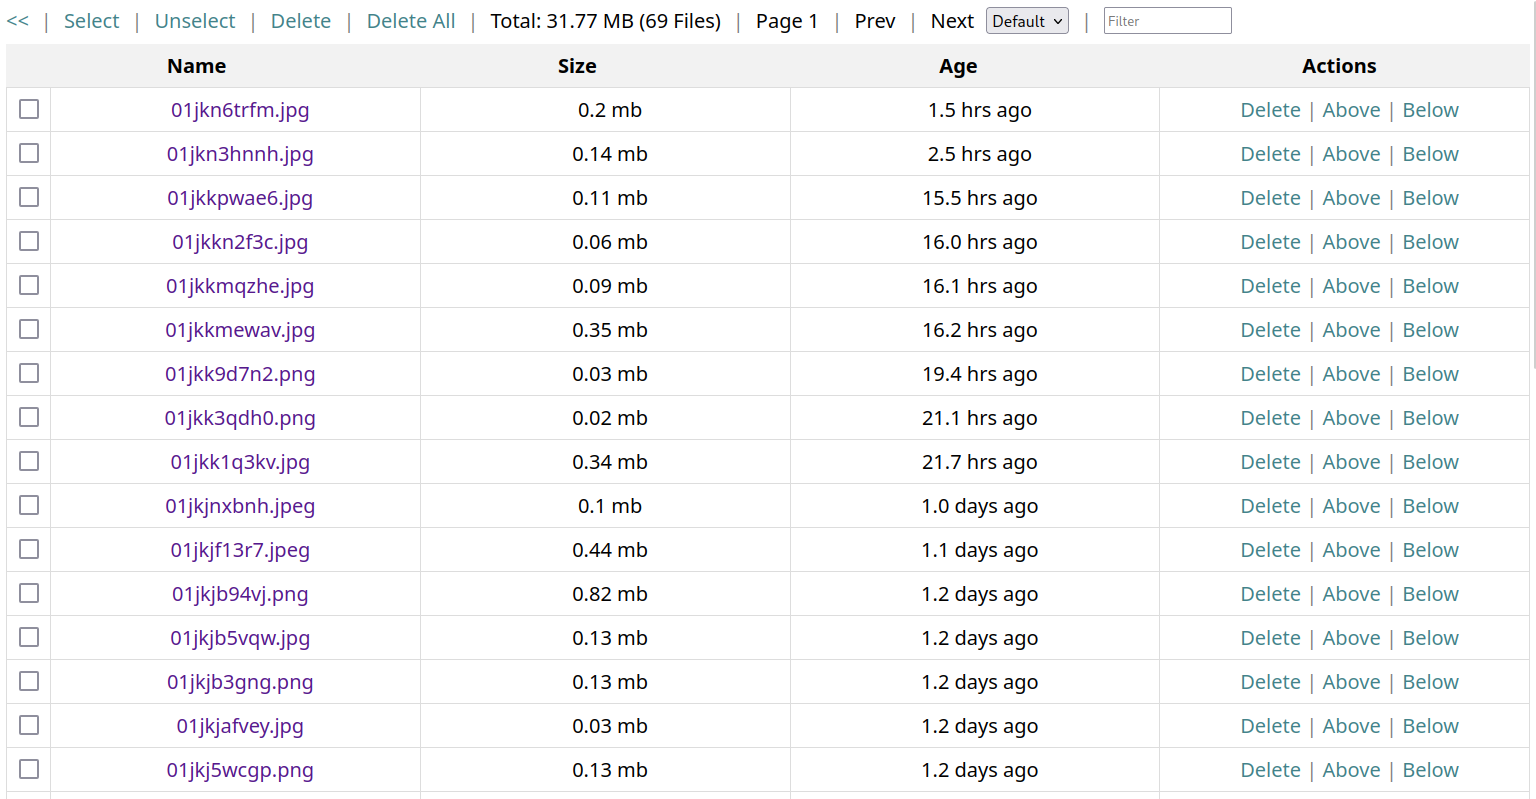 << | Select | Unselect | Delete | Delete All | Total: 31.77 MB (69 Files) | Page 1 | Prev | Next Default | Filter
Name Size Age Actions
01jkn6trfm.jpg 0.2 mb 1.5 hrs ago Delete | Above | Below
01jkn3hnnh.jpg 0.14 mb 2.5 hrs ago Delete | Above | Below
01jkkpwae6.jpg 0.11 mb 15.5 hrs ago Delete | Above | Below
01jkkn2f3c.jpg 0.06 mb 16.0 hrs ago Delete | Above | Below
01jkkmqzhe.jpg 0.09 mb 16.1 hrs ago Delete | Above | Below
01jkkmewav.jpg 0.35 mb 16.2 hrs ago Delete | Above | Below
01jkk9d7n2.png 0.03 mb 19.4 hrs ago Delete | Above | Below
01jkk3qdh0.png 0.02 mb 21.1 hrs ago Delete | Above | Below
01jkk1q3kv.jpg 0.34 mb 21.7 hrs ago Delete | Above | Below
01jkjnxbnh.jpeg 0.1 mb 1.0 days ago Delete | Above | Below
01jkjf13r7.jpeg 0.44 mb 1.1 days ago Delete | Above | Below
01jkjb94vj.png 0.82 mb 1.2 days ago Delete | Above | Below
01jkjb5vqw.jpg 0.13 mb 1.2 days ago Delete | Above | Below
01jkjb3gng.png 0.13 mb 1.2 days ago Delete | Above | Below
01jkjafvey.jpg 0.03 mb 1.2 days ago Delete | Above | Below
01jkj5wcgp.png 0.13 mb 1.2 days ago Delete | Above | Below